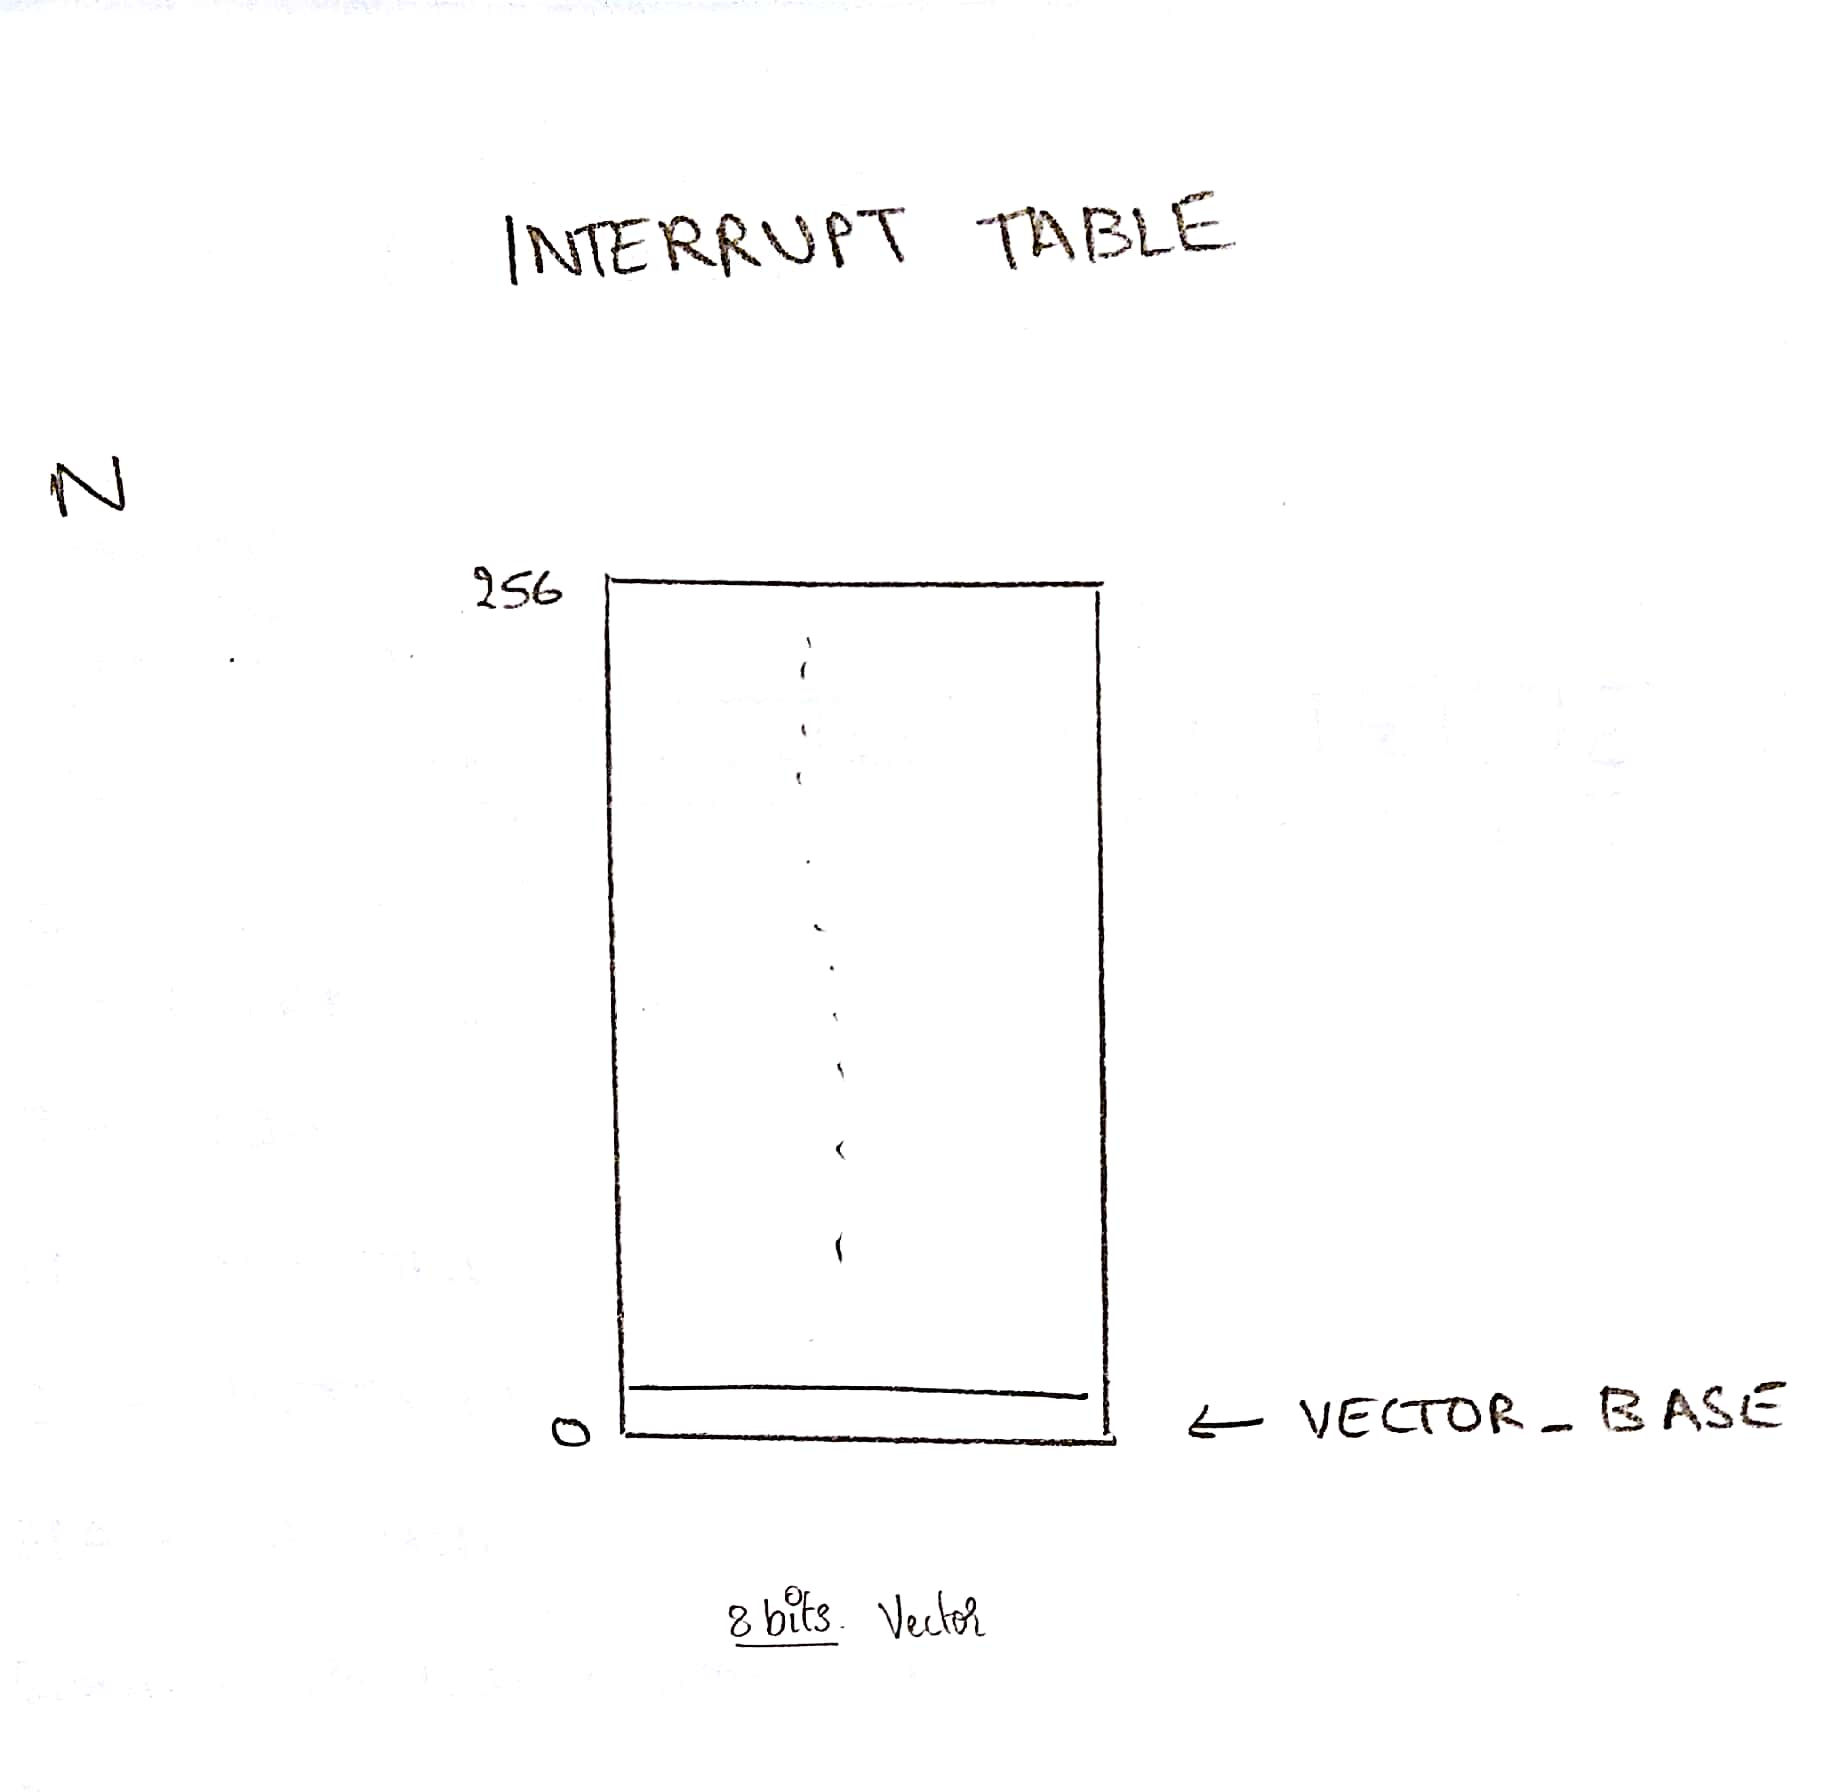 INTERRUPT TABLE
N
256
0
← VECTOR_BASE
8 bits. Vector